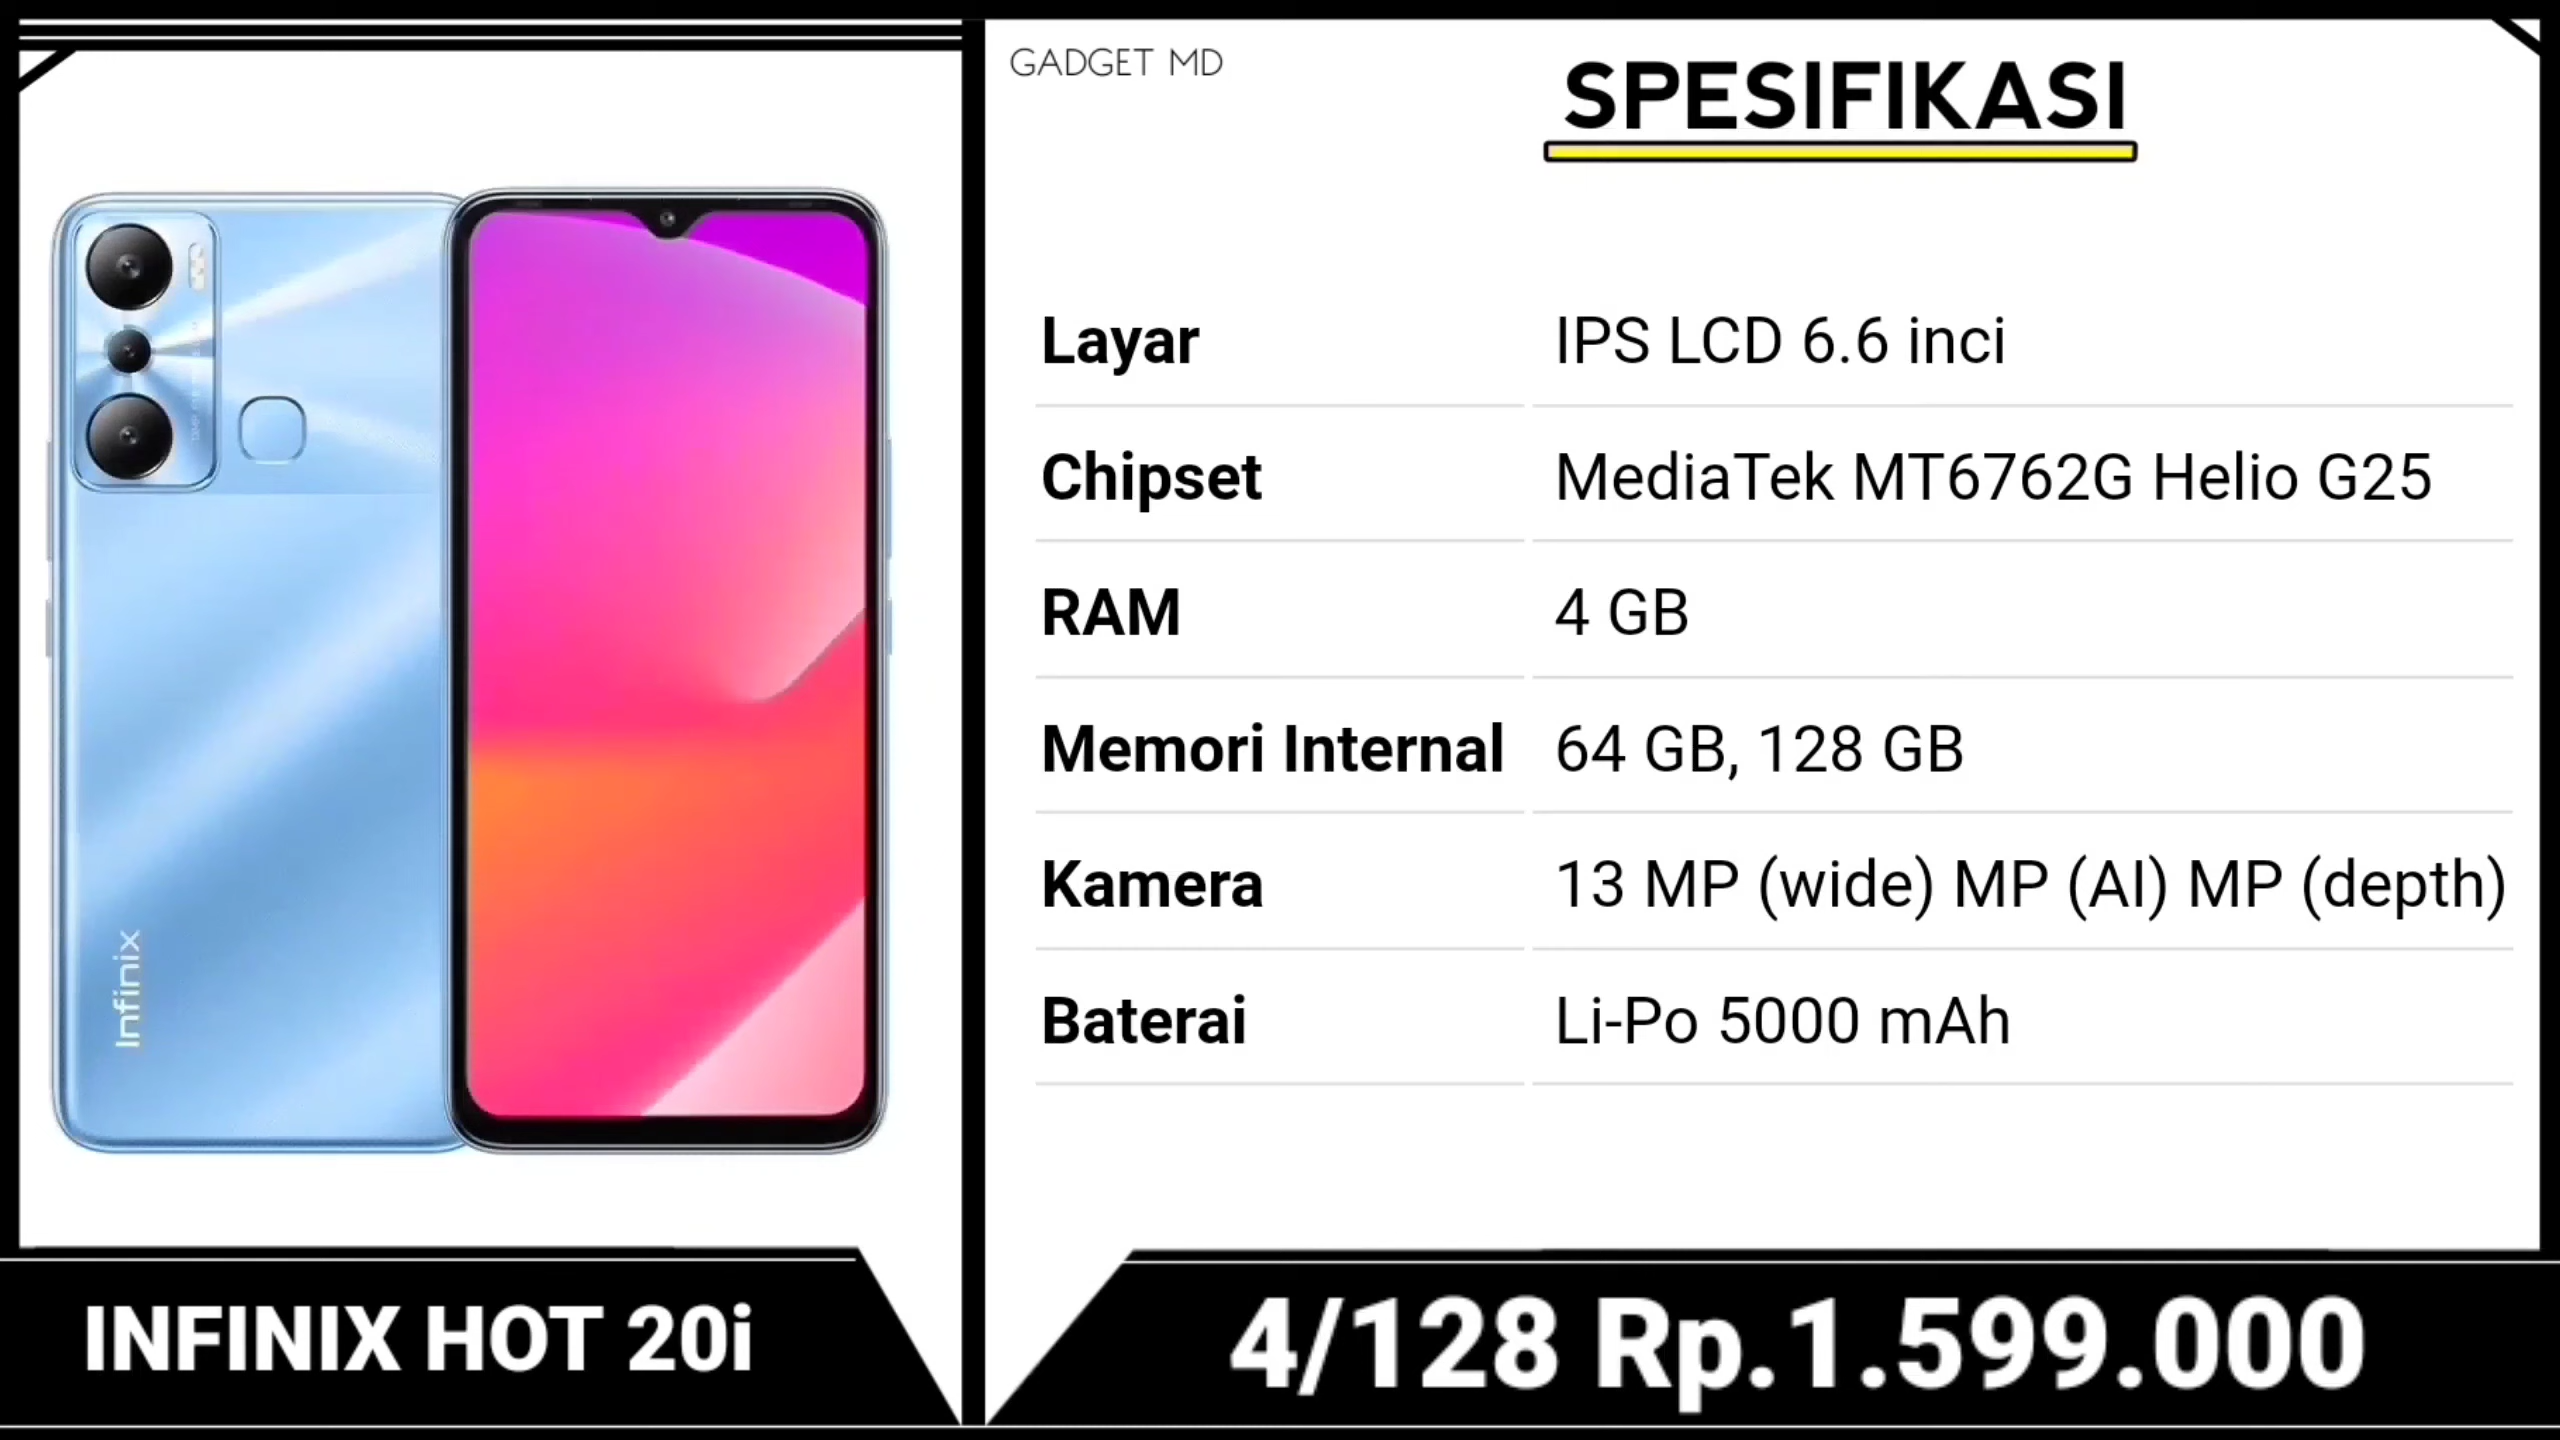 GADGET MD
SPESIFIKASI
Layar IPS LCD 6.6 inci
Chipset MediaTek MT6762G Helio G25
RAM 4 GB
Memori Internal 64 GB, 128 GB
Kamera 13 MP (wide) MP (AI) MP (depth)
Baterai Li-Po 5000 mAh
Infinix
INFINIX HOT 20i
4/128 Rp.1.599.000